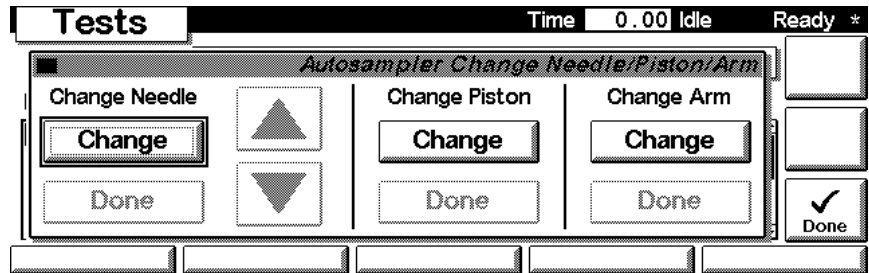 Tests
Time 0.00 Idle Ready *
Autosampler Change Needle/Piston/Arm
Change Needle
Change Piston
Change Arm
Change
Change
Change
Done
Done
Done
Done